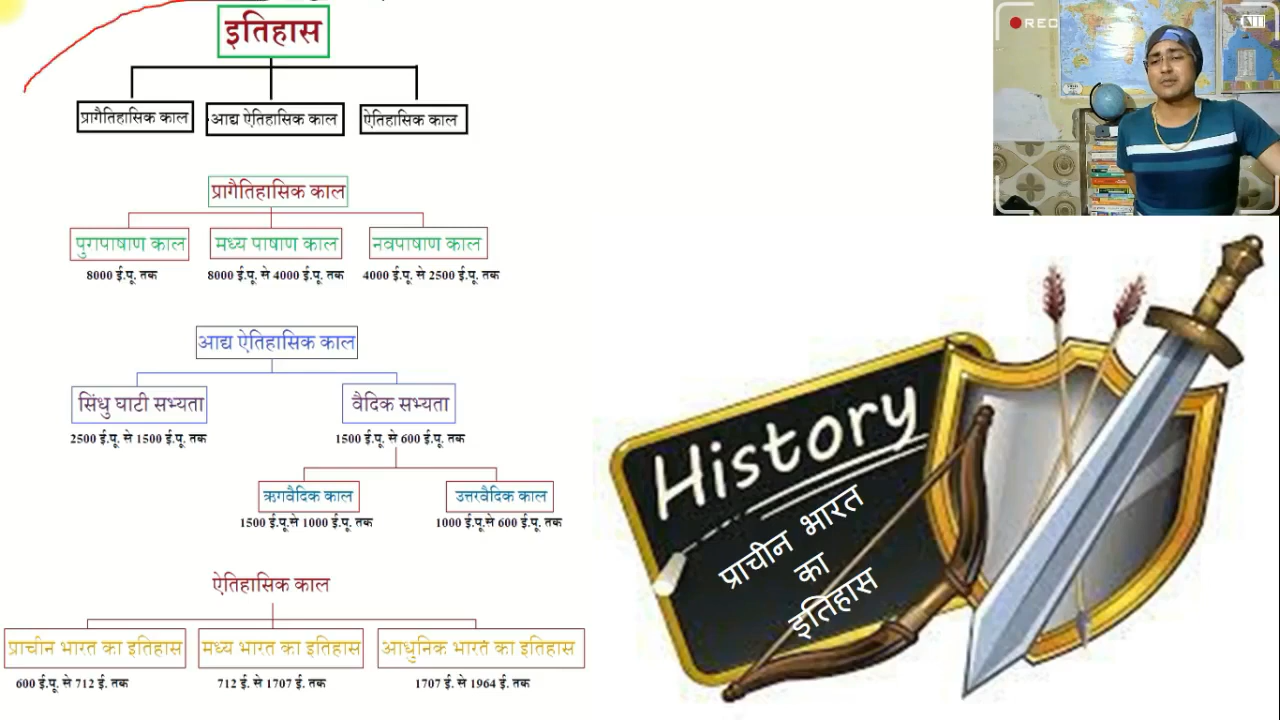 REC
इतिहास
प्रागैतिहासिक काल
आद्य ऐतिहासिक काल
ऐतिहासिक काल
प्रागैतिहासिक काल
पुरापाषाण काल
मध्य पाषाण काल
नवपाषाण काल
8000 ई.पू. तक
8000 ई.पू. से 4000 ई.पू. तक
4000 ई.पू. से 2500 ई.पू. तक
आद्य ऐतिहासिक काल
सिंधु घाटी सभ्यता
वैदिक सभ्यता
2500 ई.पू. से 1500 ई.पू. तक
1500 ई.पू. से 600 ई.पू. तक
ऋगवैदिक काल
उत्तरवैदिक काल
1500 ई.पू.से 1000 ई.पू. तक
1000 ई.पू.से 600 ई.पू. तक
ऐतिहासिक काल
प्राचीन भारत का इतिहास
मध्य भारत का इतिहास
आधुनिक भारत का इतिहास
600 ई.पू. से 712 ई. तक
712 ई. से 1707 ई. तक
1707 ई. से 1964 ई. तक
History
प्राचीन भारत
का
इतिहास